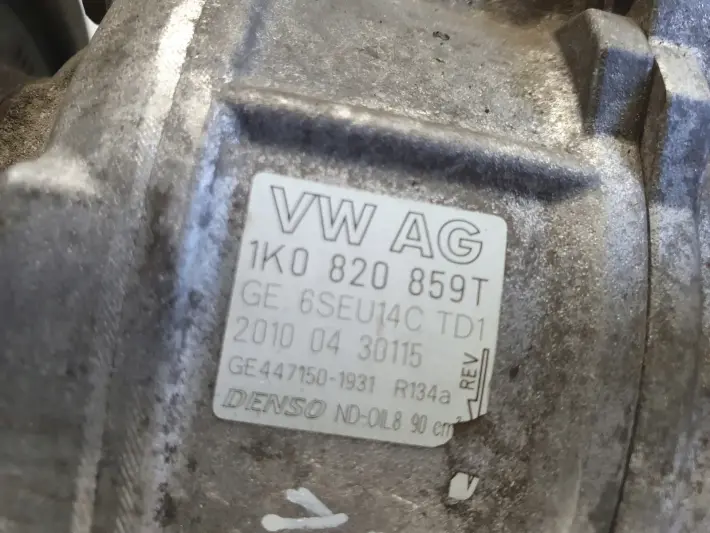 VW AG
1K0 820 859T
GE 6SEU14C TD1
2010 04 30115
GE447150-1931 R134a
REV
DENSO ND-OIL8 90 cm³